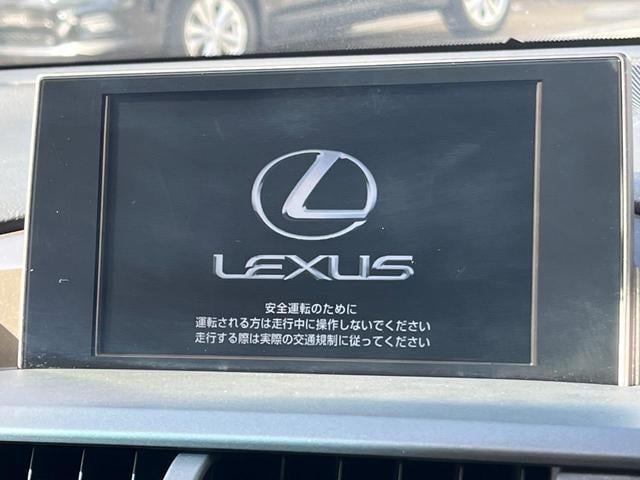 LEXUS
安全運転のために
運転される方は走行中に操作しないでください
走行する際は実際の交通規制に従ってください